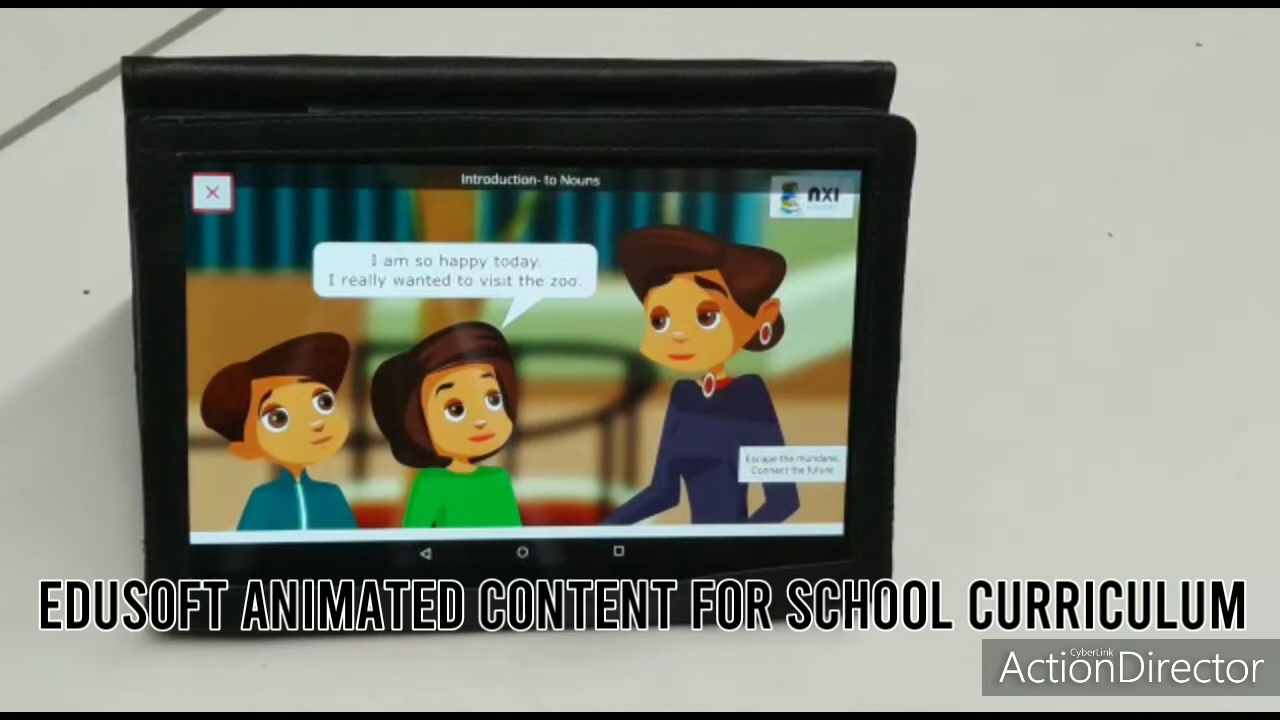 Introduction- to Nouns
nxi
I am so happy today.
I really wanted to visit the zoo.
Escape the mundane.
Connect the future
EDUSOFT ANIMATED CONTENT FOR SCHOOL CURRICULUM
CyberLink
ActionDirector